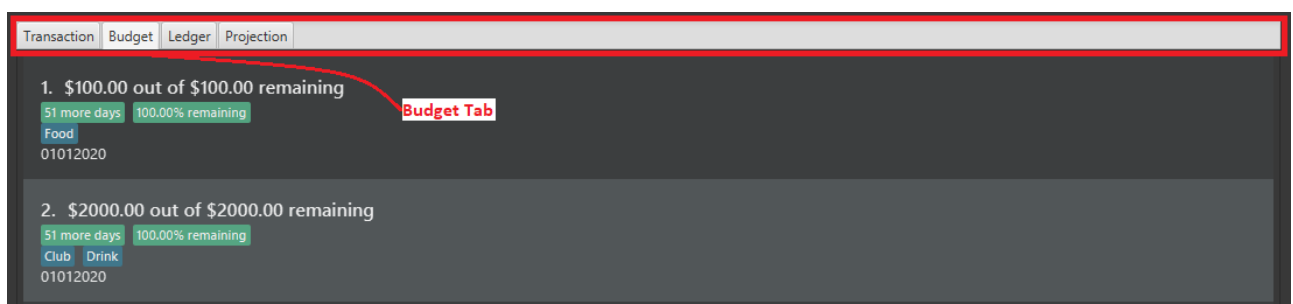 Transaction Budget Ledger Projection
1. $100.00 out of $100.00 remaining
51 more days 100.00% remaining
Budget Tab
Food
01012020
2. $2000.00 out of $2000.00 remaining
51 more days 100.00% remaining
Club Drink
01012020